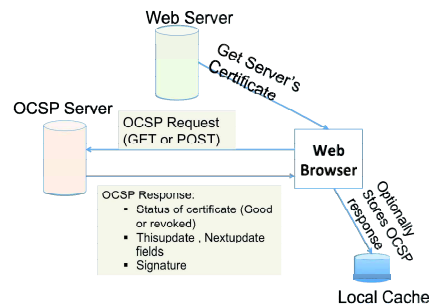 Web Server
Get Server's
Certificate
OCSP Server
OCSP Request
(GET or POST)
Web
Browser
OCSP Response:
- Status of certificate (Good
or revoked)
▪ Thisupdate , Nextupdate
fields
▪ Signature
Optionally
Stores OCSP
response
Local Cache